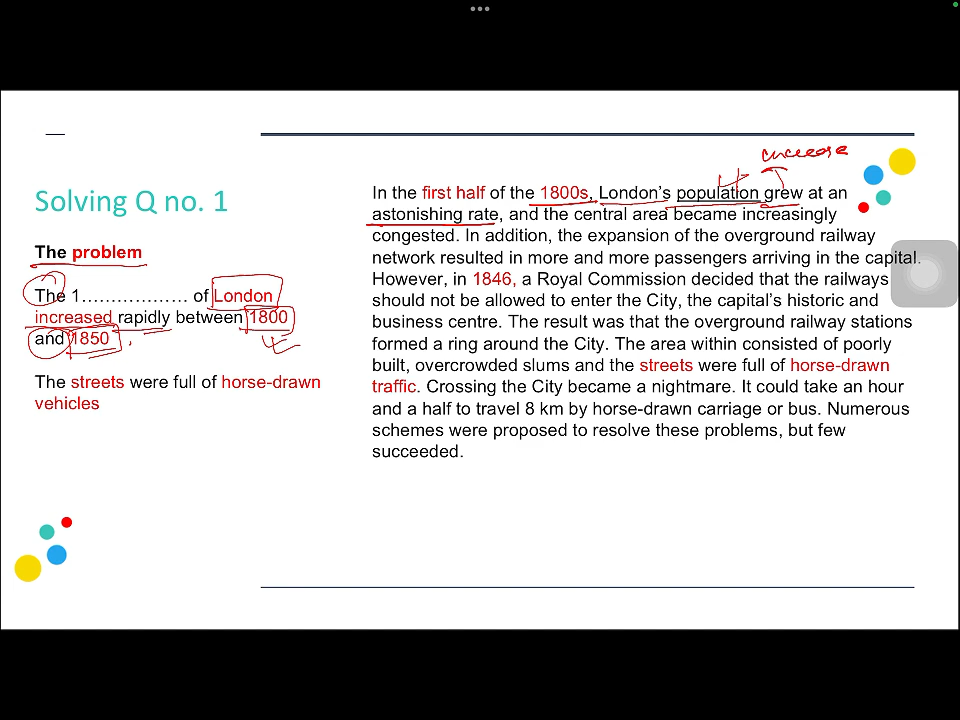 Solving Q no. 1
The problem
The 1……………… of London
increased rapidly between 1800
and 1850
The streets were full of horse-drawn
vehicles
increase
In the first half of the 1800s, London's population grew at an
astonishing rate, and the central area became increasingly
congested. In addition, the expansion of the overground railway
network resulted in more and more passengers arriving in the capital.
However, in 1846, a Royal Commission decided that the railways
should not be allowed to enter the City, the capital's historic and
business centre. The result was that the overground railway stations
formed a ring around the City. The area within consisted of poorly
built, overcrowded slums and the streets were full of horse-drawn
traffic. Crossing the City became a nightmare. It could take an hour
and a half to travel 8 km by horse-drawn carriage or bus. Numerous
schemes were proposed to resolve these problems, but few
succeeded.